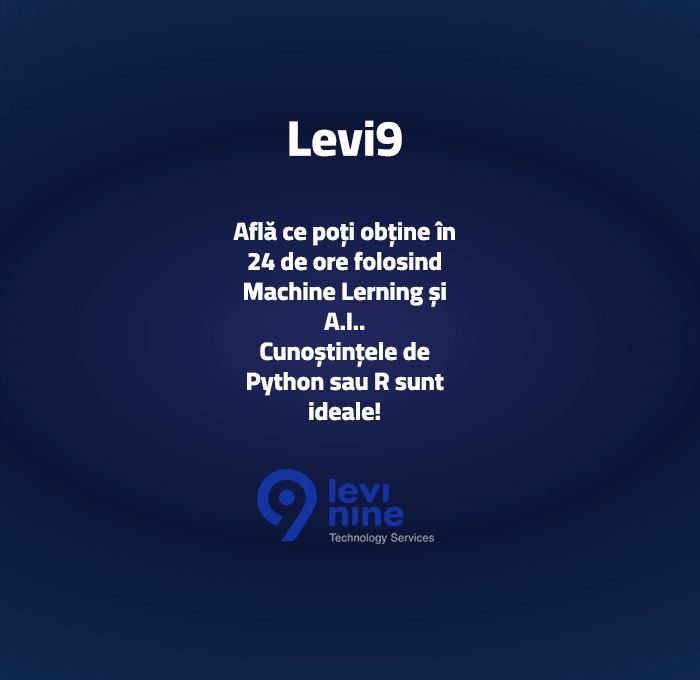 Levi9
Află ce poți obține în
24 de ore folosind
Machine Lerning și
A.I..
Cunoștințele de
Python sau R sunt
ideale!
levi
nine
Technology Services